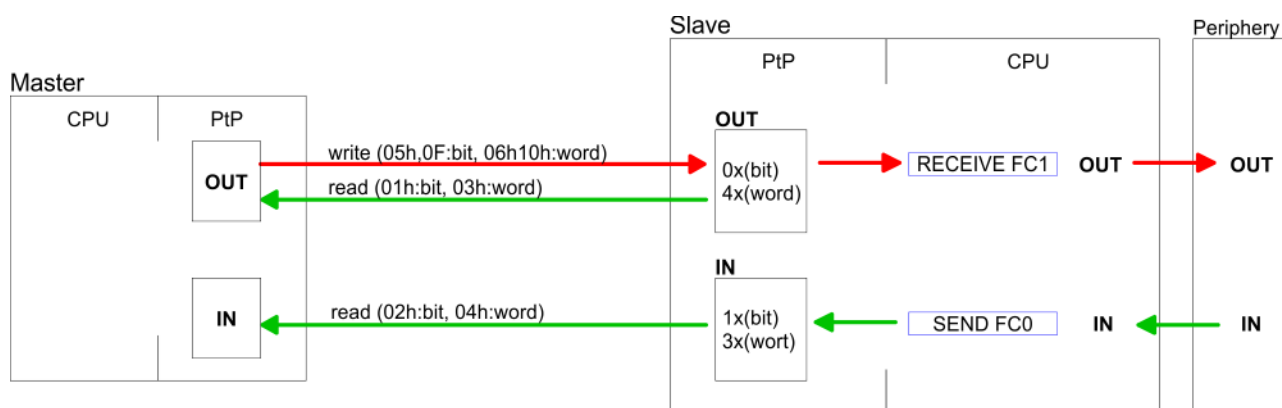 Slave
Periphery
PtP
CPU
Master
CPU
PtP
OUT
write (05h,0F:bit, 06h10h:word)
OUT
read (01h:bit, 03h:word)
0x(bit)
4x(word)
RECEIVE FC1
OUT
OUT
IN
IN
read (02h:bit, 04h:word)
1x(bit)
3x(wort)
SEND FC0
IN
IN